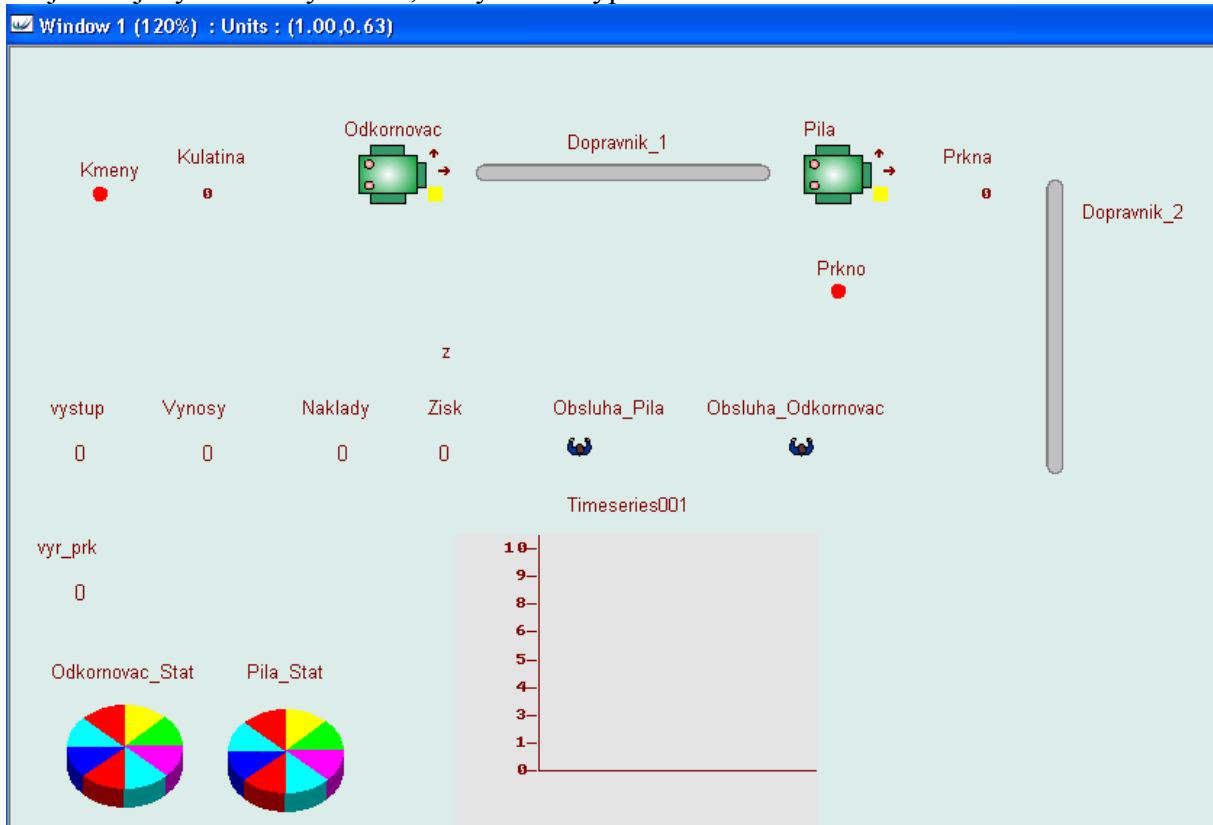 Window 1 (120%) : Units : (1.00,0.63)
Odkornovac
Dopravnik_1
Pila
Kmeny
Kulatina
Prkna
0
0
Dopravnik_2
Prkno
z
vystup
Vynosy
Naklady
Zisk
Obsluha_Pila
Obsluha_Odkornovac
0
0
0
0
Timeseries001
vyr_prk
0
10
9
8
6
5
4
3
1
0
Odkornovac_Stat
Pila_Stat